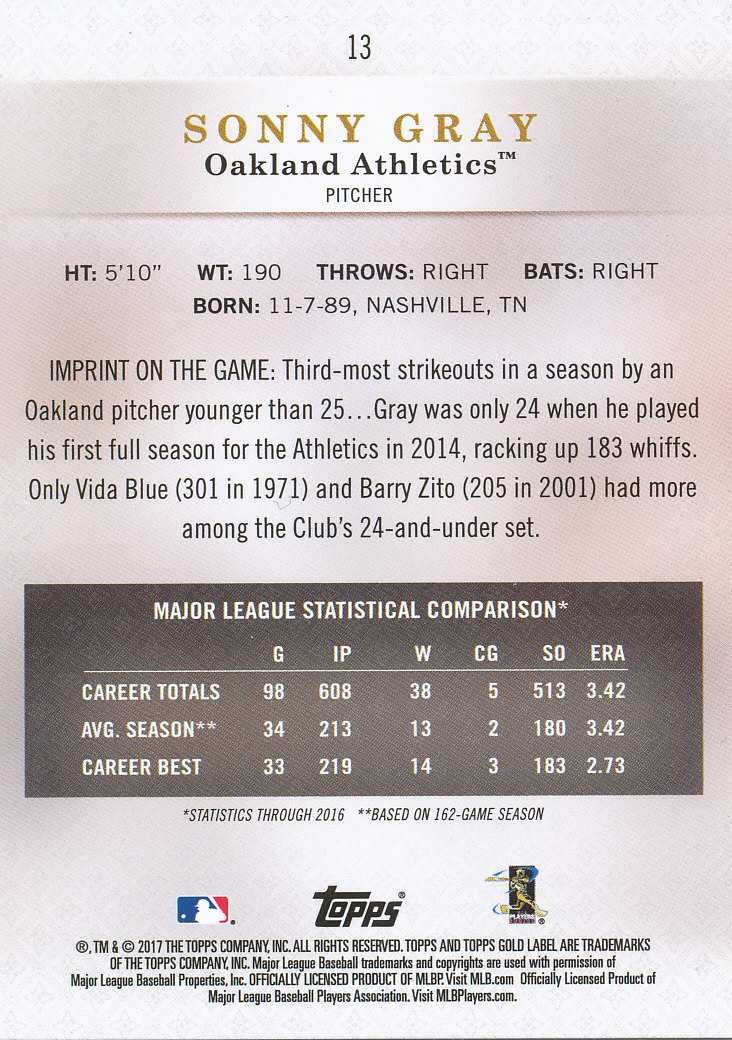 13
SONNY GRAY
Oakland Athletics™
PITCHER
HT: 5'10" WT: 190 THROWS: RIGHT BATS: RIGHT
BORN: 11-7-89, NASHVILLE, TN
IMPRINT ON THE GAME: Third-most strikeouts in a season by an
Oakland pitcher younger than 25...Gray was only 24 when he played
his first full season for the Athletics in 2014, racking up 183 whiffs.
Only Vida Blue (301 in 1971) and Barry Zito (205 in 2001) had more
among the Club's 24-and-under set.
MAJOR LEAGUE STATISTICAL COMPARISON*
G IP W CG SO ERA
CAREER TOTALS 98 608 38 5 513 3.42
AVG. SEASON** 34 213 13 2 180 3.42
CAREER BEST 33 219 14 3 183 2.73
*STATISTICS THROUGH 2016 **BASED ON 162-GAME SEASON
Topps®
PLAYERS
®, TM & © 2017 THE TOPPS COMPANY, INC. ALL RIGHTS RESERVED. TOPPS AND TOPPS GOLD LABEL ARE TRADEMARKS
OF THE TOPPS COMPANY, INC. Major League Baseball trademarks and copyrights are used with permission of
Major League Baseball Properties, Inc. OFFICIALLY LICENSED PRODUCT OF MLBP. Visit MLB.com Officially Licensed Product of
Major League Baseball Players Association. Visit MLBPlayers.com.